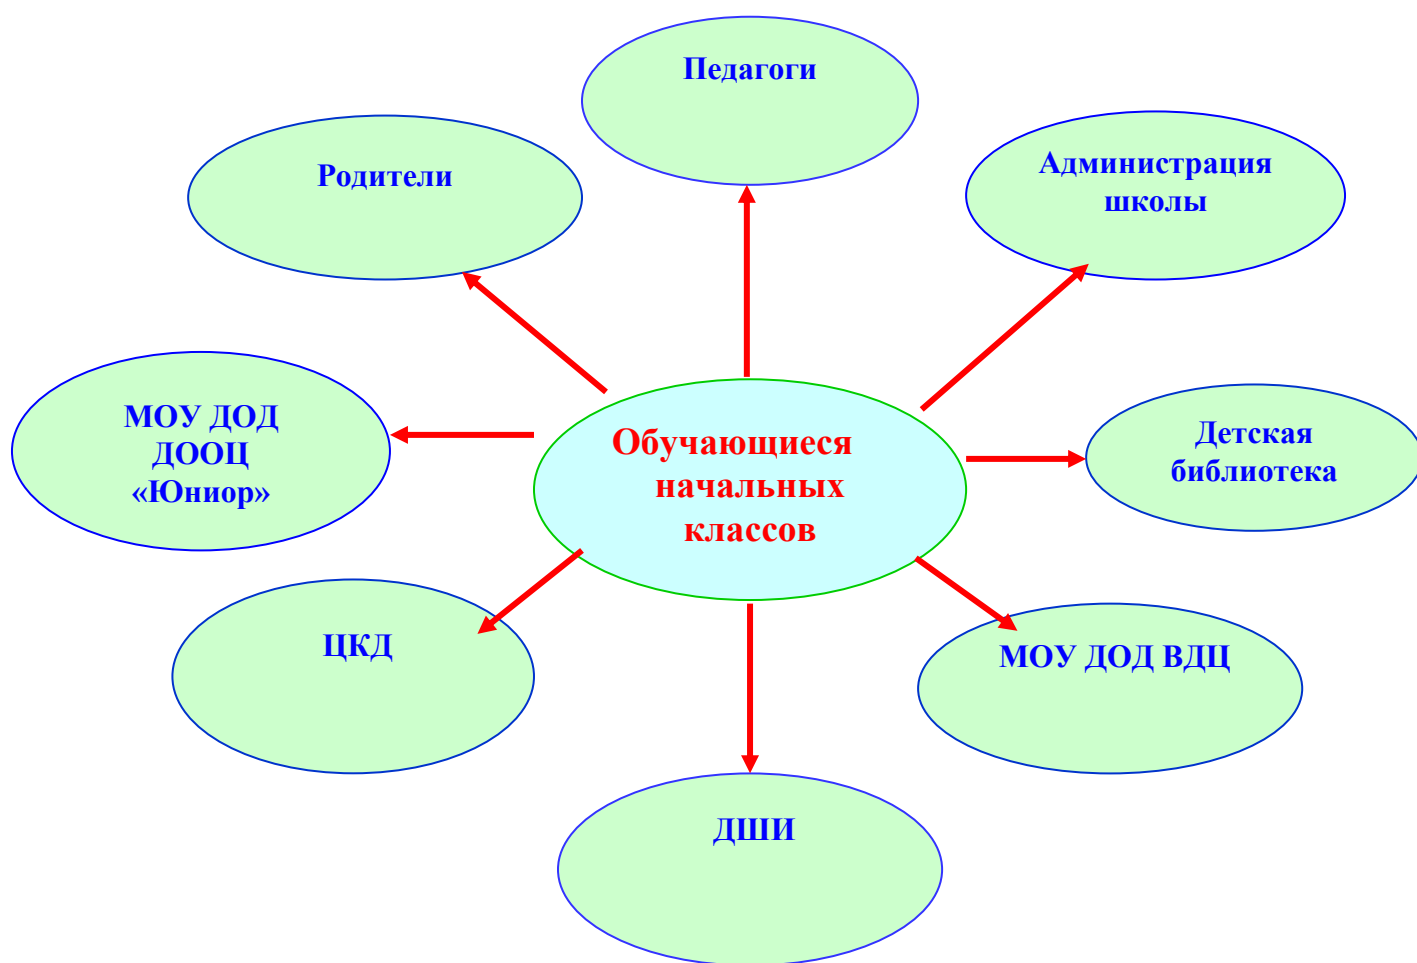 Педагоги
Родители
Администрация
школы
МОУ ДОД
ДООЦ
«Юниор»
Обучающиеся
начальных
классов
Детская
библиотека
ЦКД
МОУ ДОД ВДЦ
ДШИ